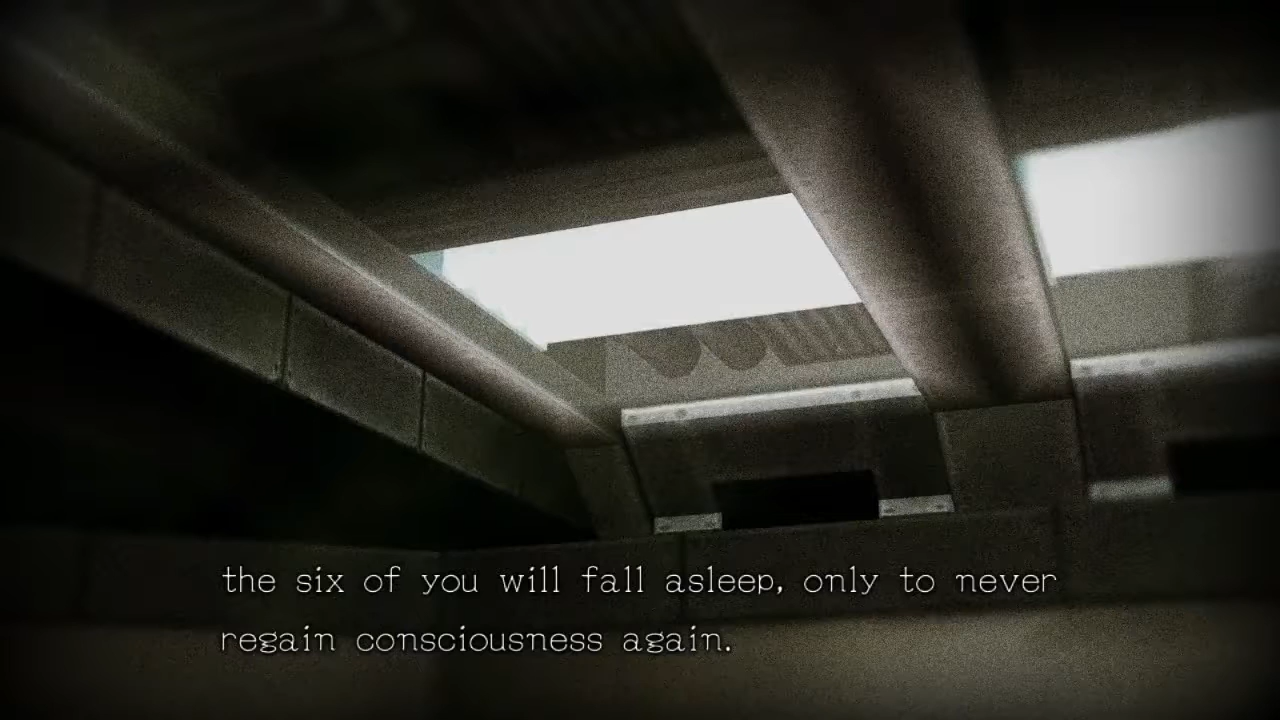 the six of you will fall asleep, only to never
regain consciousness again.